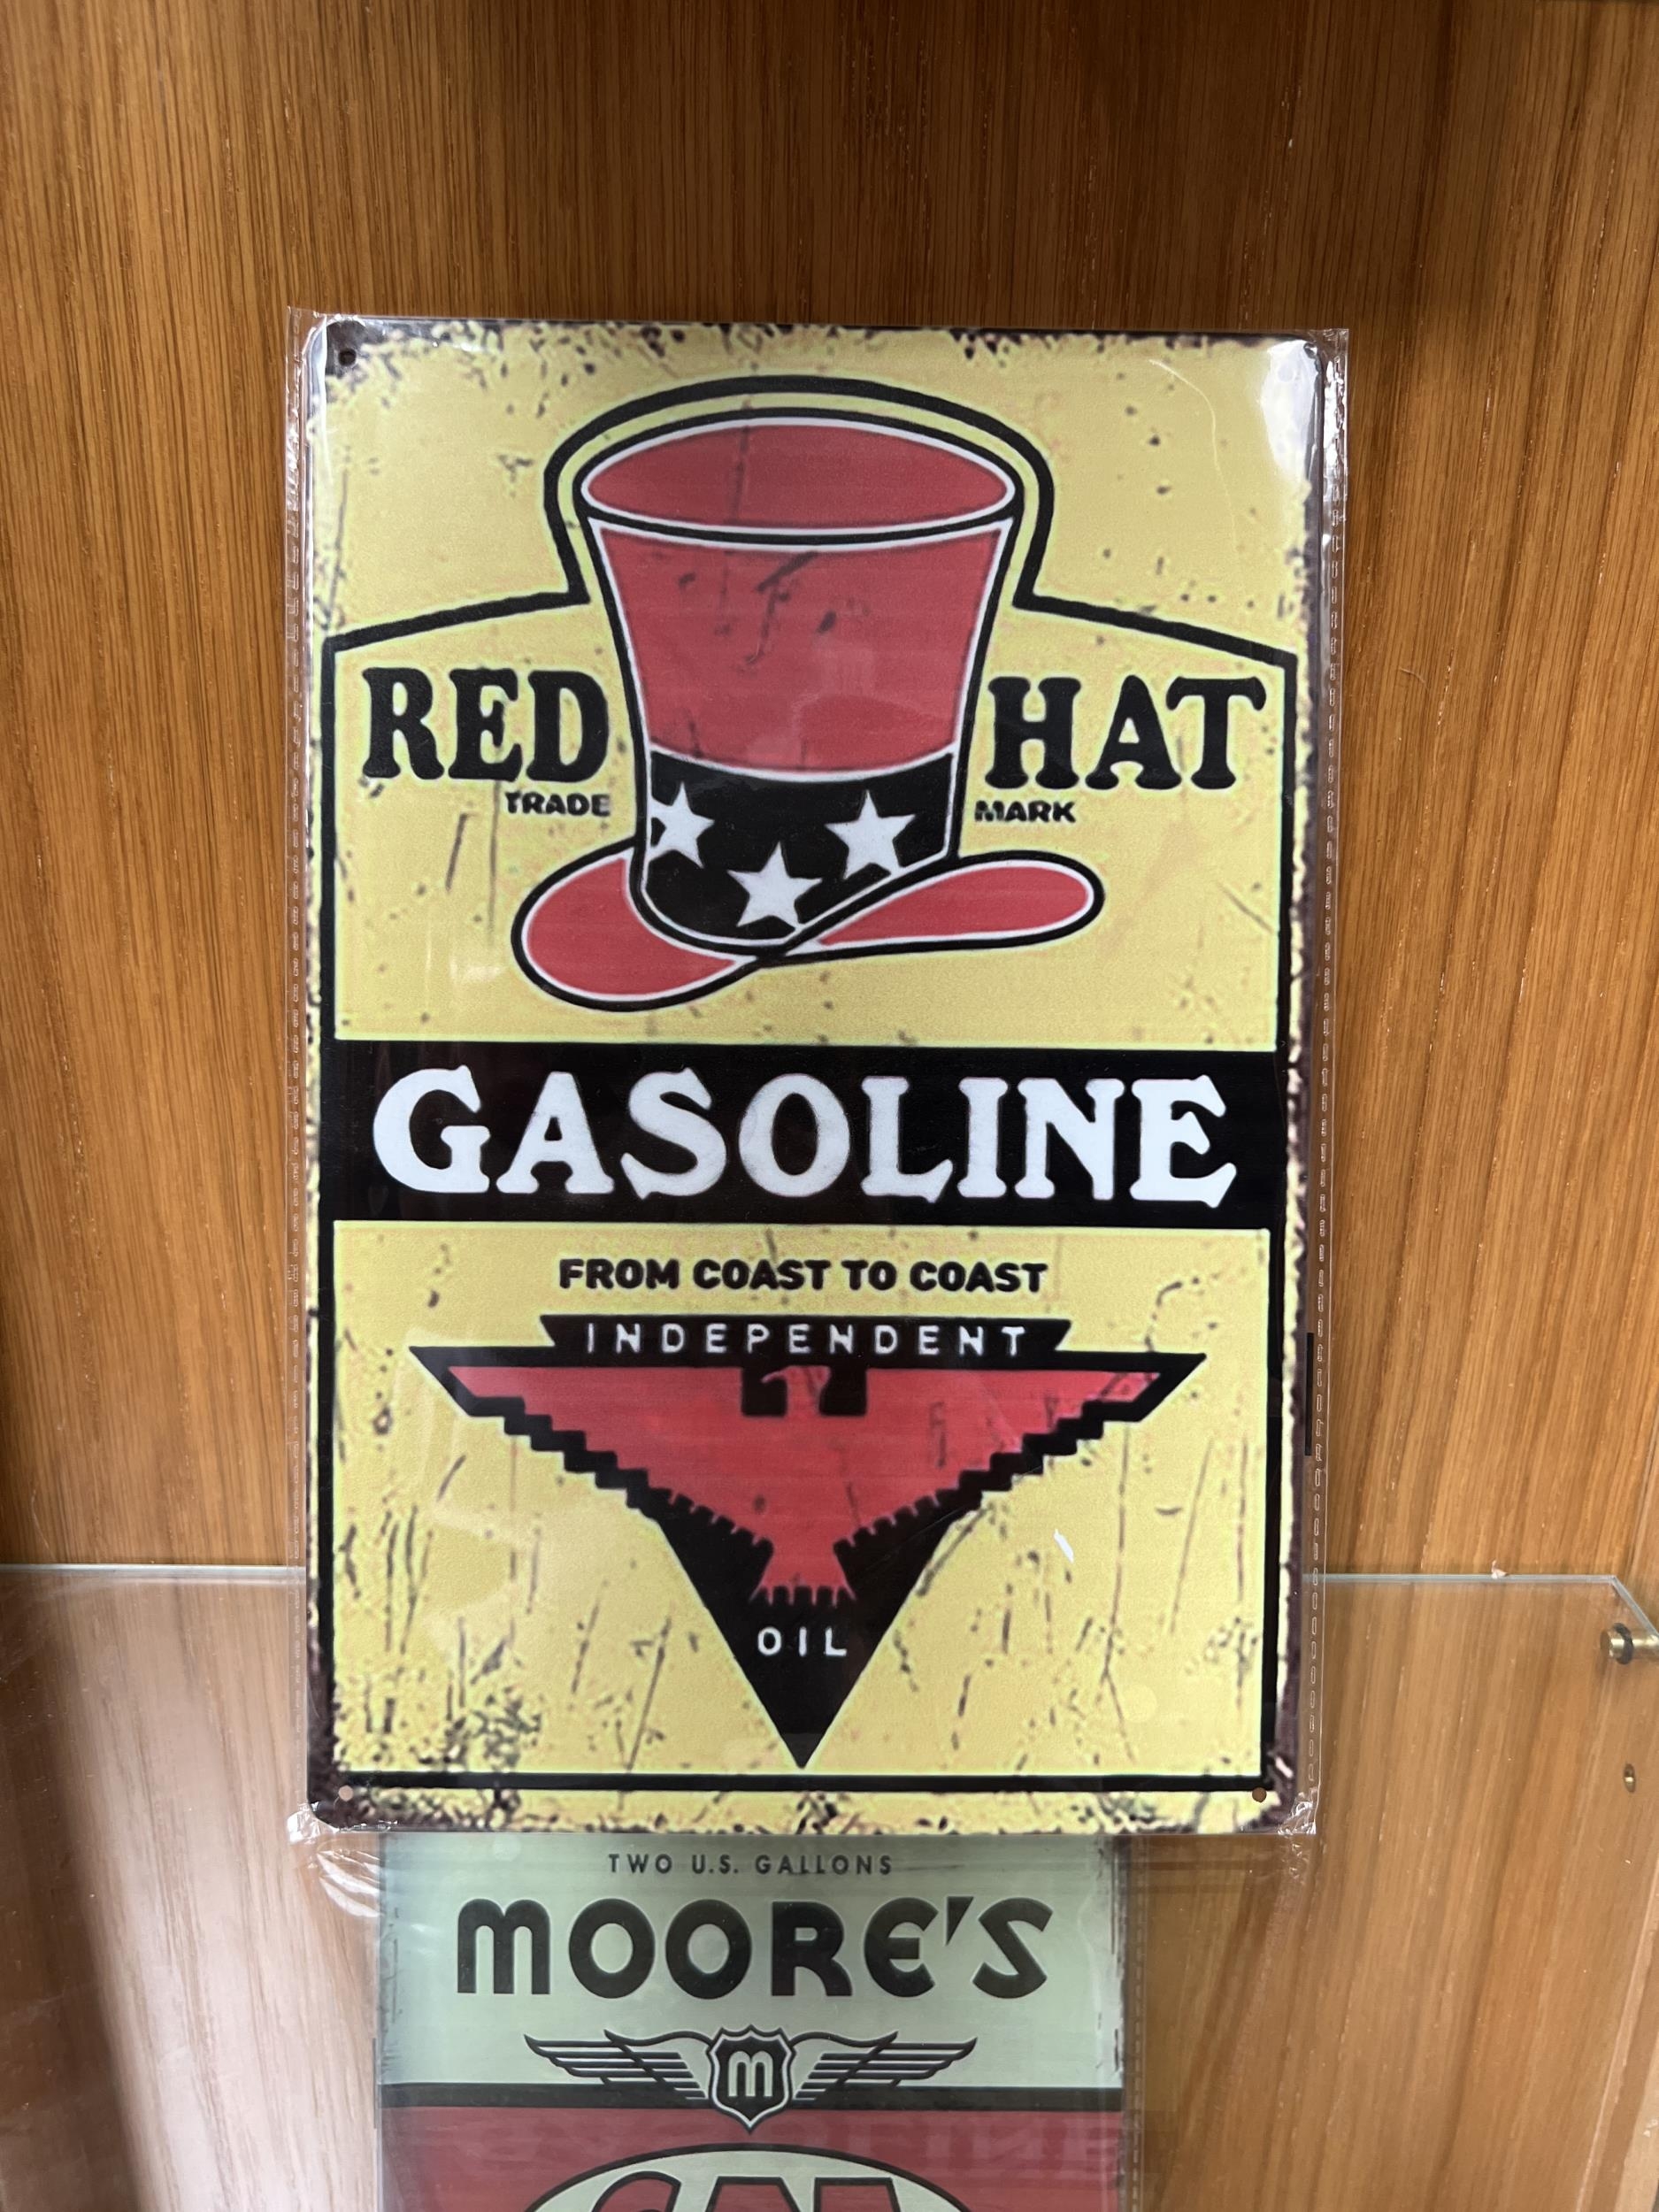 RED HAT
TRADE MARK
GASOLINE
FROM COAST TO COAST
INDEPENDENT
OIL
TWO U.S. GALLONS
MOORE'S
M